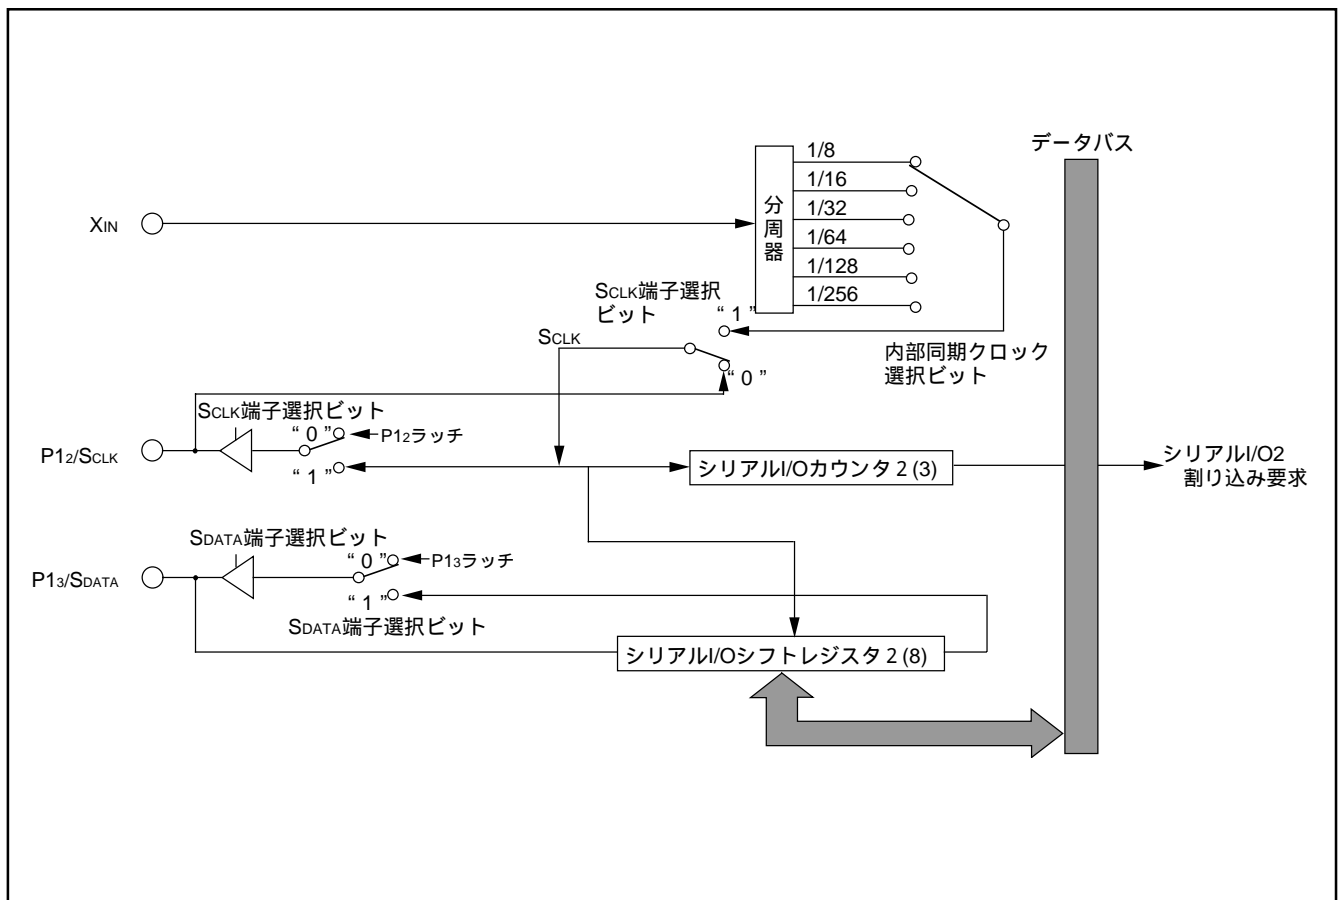 データバス
XIN
分周器
1/8
1/16
1/32
1/64
1/128
1/256
SCLK端子選択
ビット
“ 1 ”
“ 0 ”
SCLK
内部同期クロック
選択ビット
SCLK端子選択ビット
“ 0 ”
P12ラッチ
P12/SCLK
“ 1 ”
シリアルI/Oカウンタ 2 (3)
シリアルI/O2
割り込み要求
SDATA端子選択ビット
“ 0 ”
P13ラッチ
P13/SDATA
“ 1 ”
SDATA端子選択ビット
シリアルI/Oシフトレジスタ 2 (8)